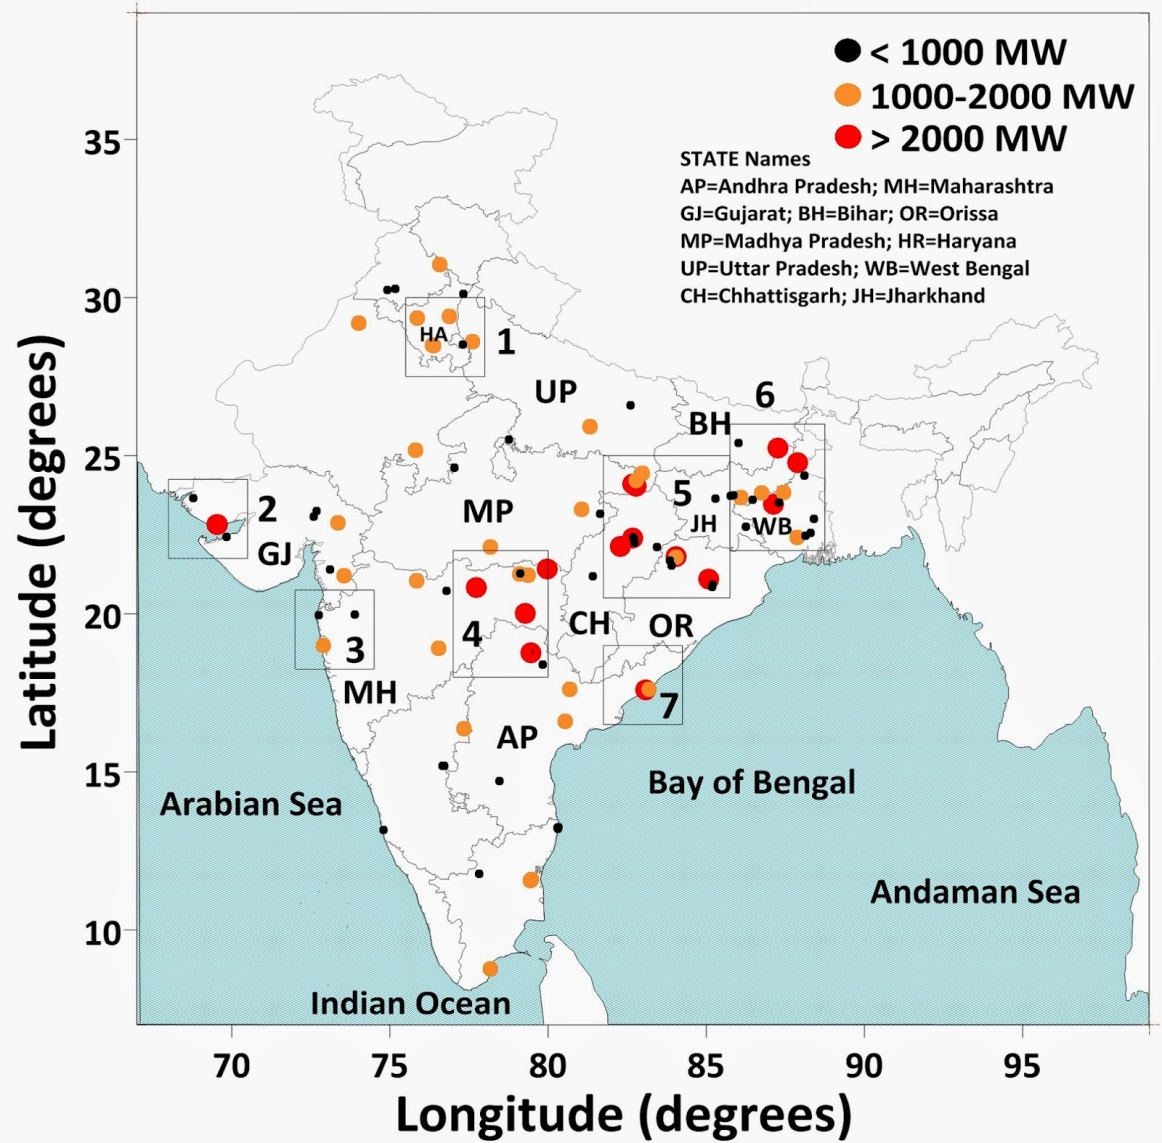 < 1000 MW
1000-2000 MW
> 2000 MW
STATE Names
AP=Andhra Pradesh; MH=Maharashtra
GJ=Gujarat; BH=Bihar; OR=Orissa
MP=Madhya Pradesh; HR=Haryana
UP=Uttar Pradesh; WB=West Bengal
CH=Chhattisgarh; JH=Jharkhand
35
30
25
20
15
10
Latitude (degrees)
HA
1
UP
6
BH
2
MP
5
JH
WB
GJ
4
CH
OR
3
MH
7
AP
Bay of Bengal
Arabian Sea
Andaman Sea
Indian Ocean
70
75
80
85
90
95
Longitude (degrees)